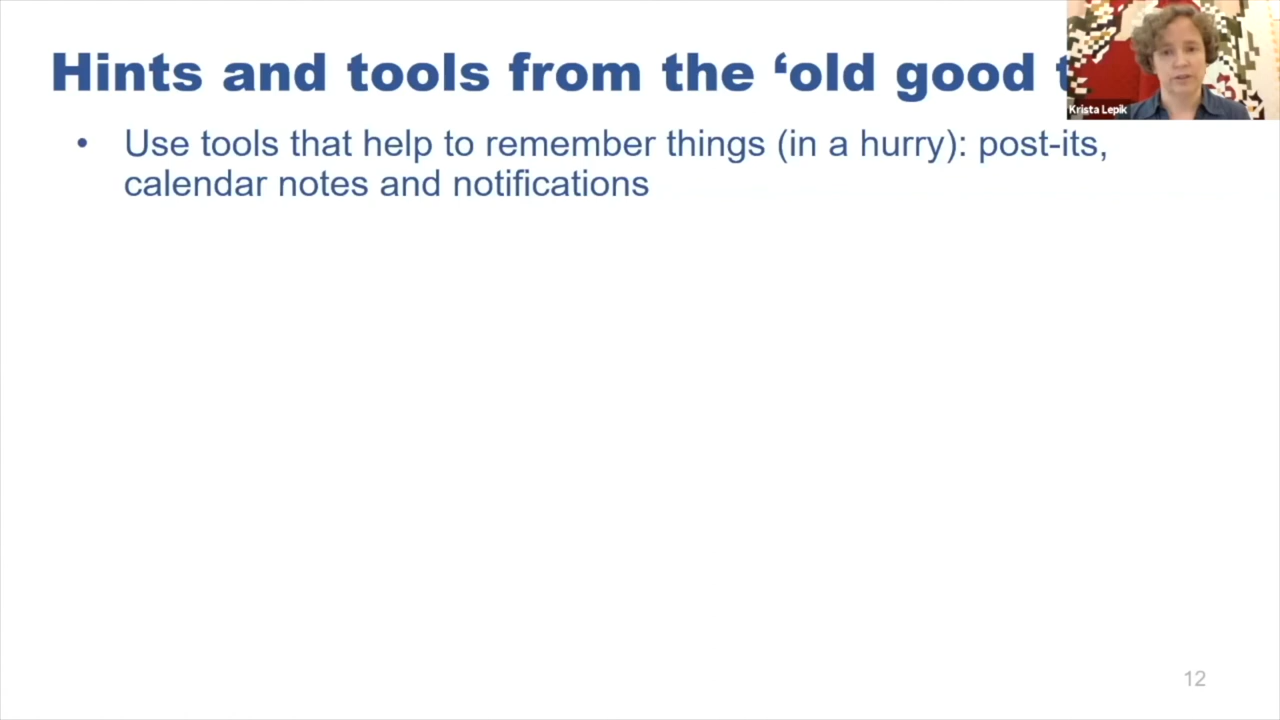 Hints and tools from the ‘old good t
Krista Lepik
• Use tools that help to remember things (in a hurry): post-its,
calendar notes and notifications
12